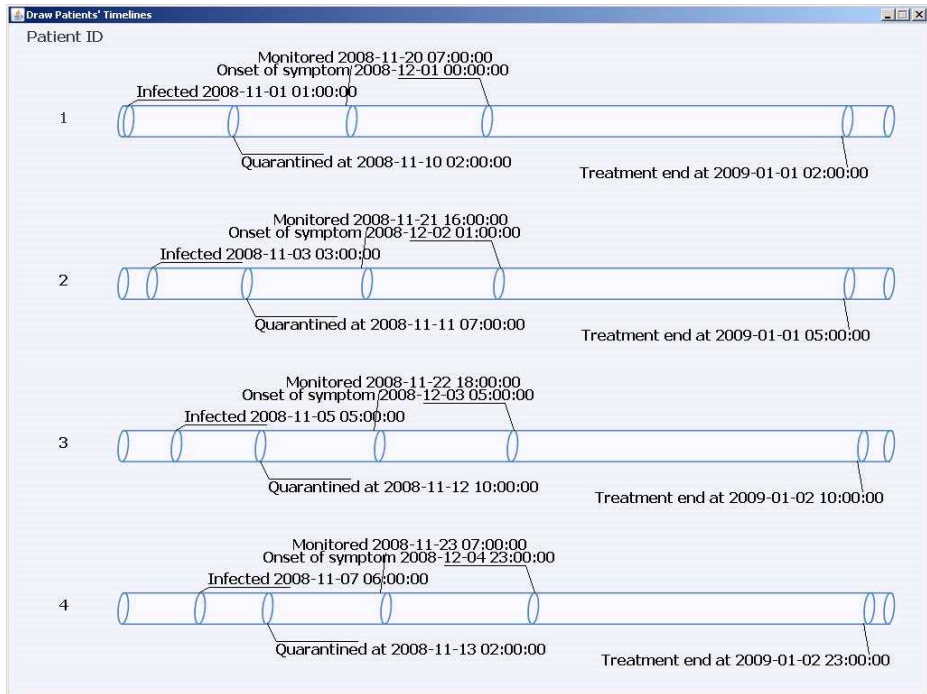 Draw Patients' Timelines
Patient ID
Monitored 2008-11-20 07:00:00
Onset of symptom 2008-12-01 00:00:00
Infected 2008-11-01 01:00:00
1
Quarantined at 2008-11-10 02:00:00
Treatment end at 2009-01-01 02:00:00
Monitored 2008-11-21 16:00:00
Onset of symptom 2008-12-02 01:00:00
Infected 2008-11-03 03:00:00
2
Quarantined at 2008-11-11 07:00:00
Treatment end at 2009-01-01 05:00:00
Monitored 2008-11-22 18:00:00
Onset of symptom 2008-12-03 05:00:00
Infected 2008-11-05 05:00:00
3
Quarantined at 2008-11-12 10:00:00
Treatment end at 2009-01-02 10:00:00
Monitored 2008-11-23 07:00:00
Onset of symptom 2008-12-04 23:00:00
Infected 2008-11-07 06:00:00
4
Quarantined at 2008-11-13 02:00:00
Treatment end at 2009-01-02 23:00:00